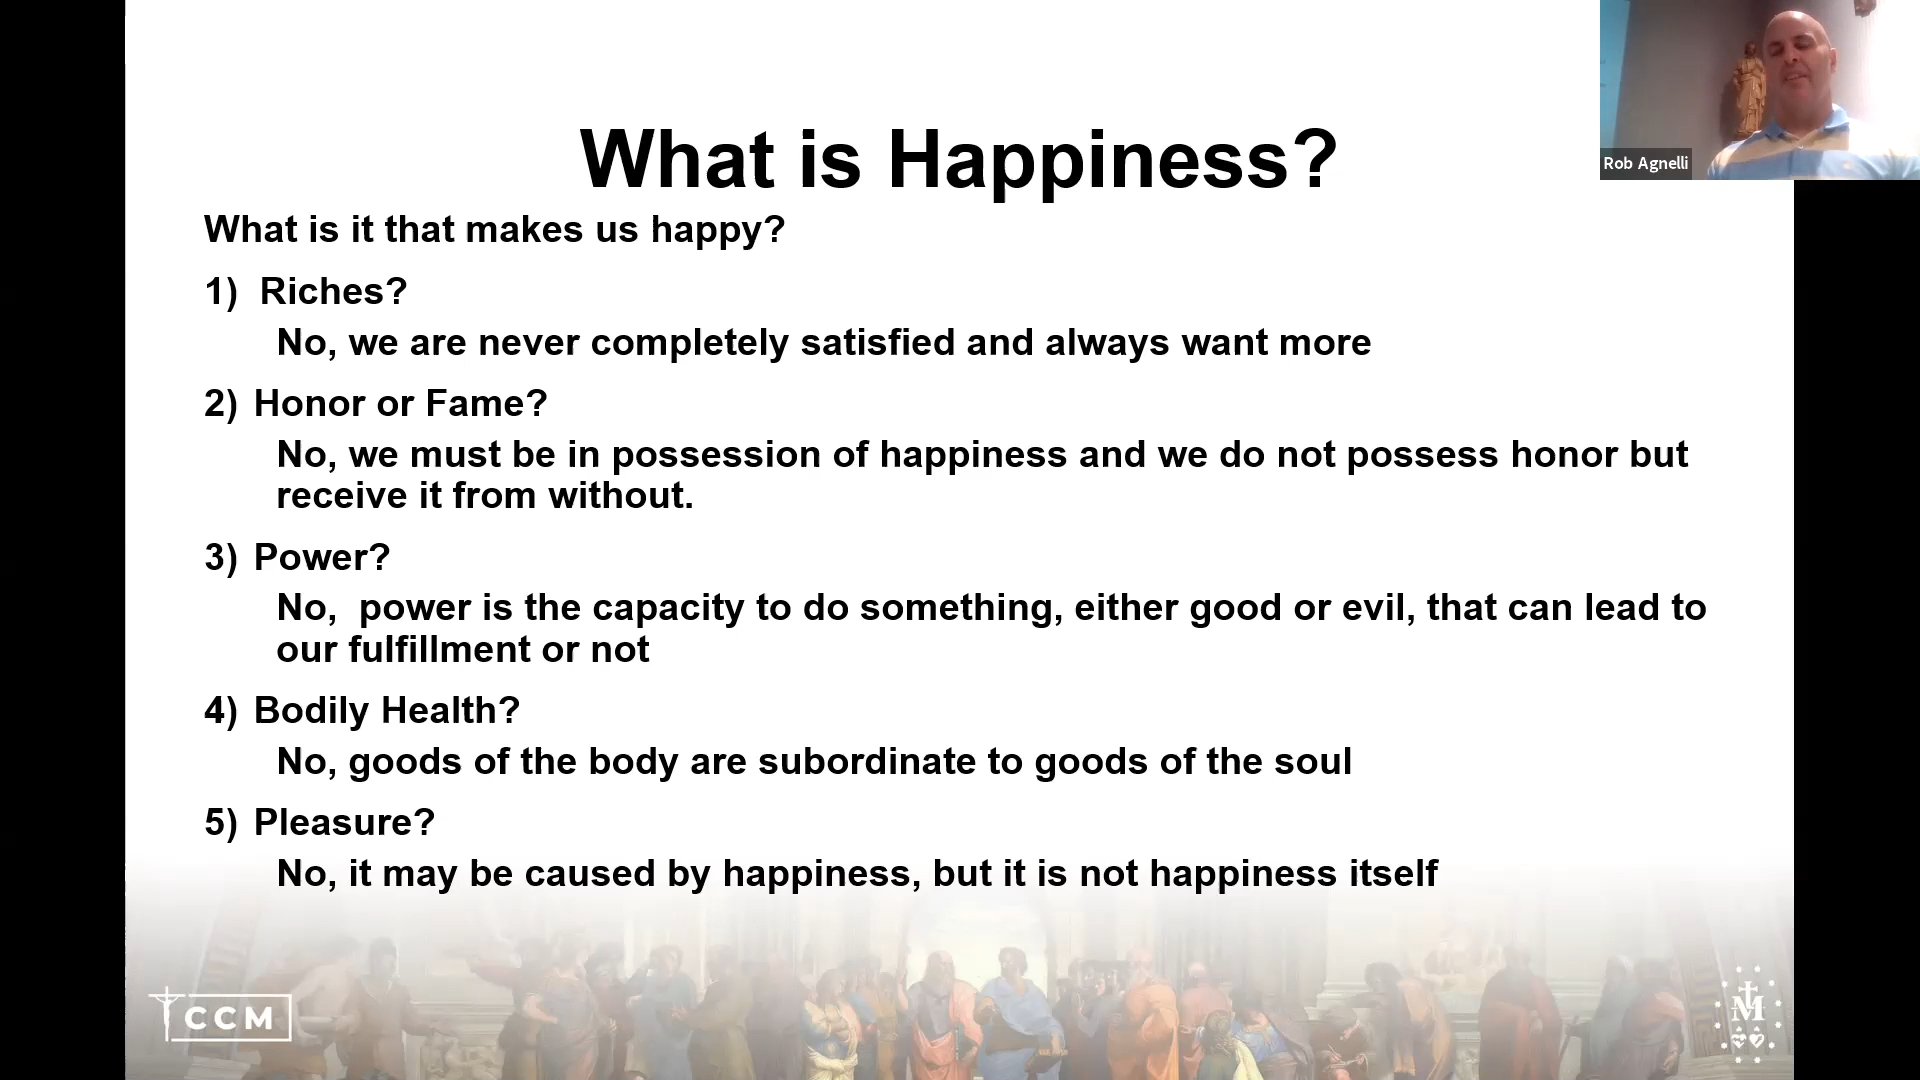 What is Happiness?
Rob Agnelli
What is it that makes us happy?
1) Riches?
No, we are never completely satisfied and always want more
2) Honor or Fame?
No, we must be in possession of happiness and we do not possess honor but
receive it from without.
3) Power?
No, power is the capacity to do something, either good or evil, that can lead to
our fulfillment or not
4) Bodily Health?
No, goods of the body are subordinate to goods of the soul
5) Pleasure?
No, it may be caused by happiness, but it is not happiness itself
CCM
M